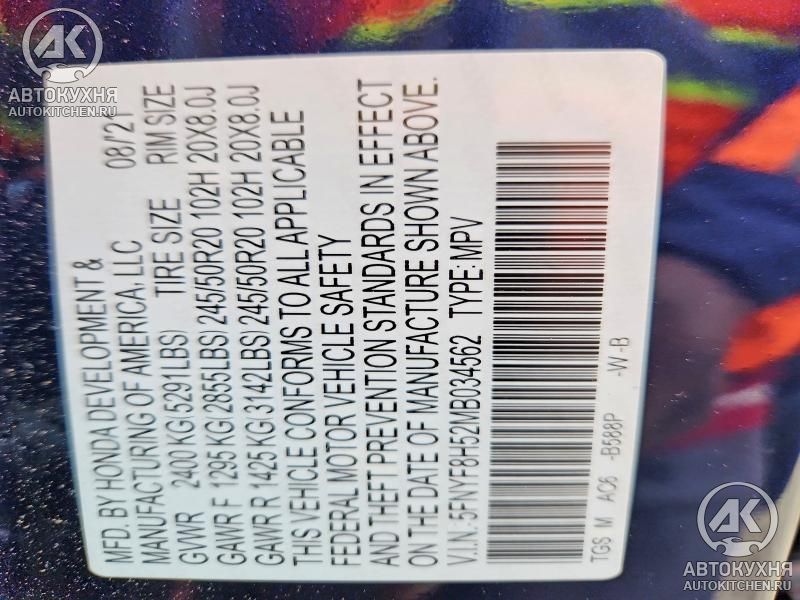 AK
АВТОКУХНЯ
AUTOKITCHEN.RU
MFD. BY HONDA DEVELOPMENT &
MANUFACTURING OF AMERICA, LLC 08/21
GVWR 2400 KG(5291LBS) TIRE SIZE RIM SIZE
GAWR F 1295 KG(2855LBS) 245/50R20 102H 20X8.0J
GAWR R 1425 KG(3142LBS) 245/50R20 102H 20X8.0J
THIS VEHICLE CONFORMS TO ALL APPLICABLE
FEDERAL MOTOR VEHICLE SAFETY
AND THEFT PREVENTION STANDARDS IN EFFECT
ON THE DATE OF MANUFACTURE SHOWN ABOVE.
V.I.N.:5FNYF8H52MB034562 TYPE:MPV
TGS M AC6 -B588P -W -B
AK
АВТОКУХНЯ
AUTOKITCHEN.RU